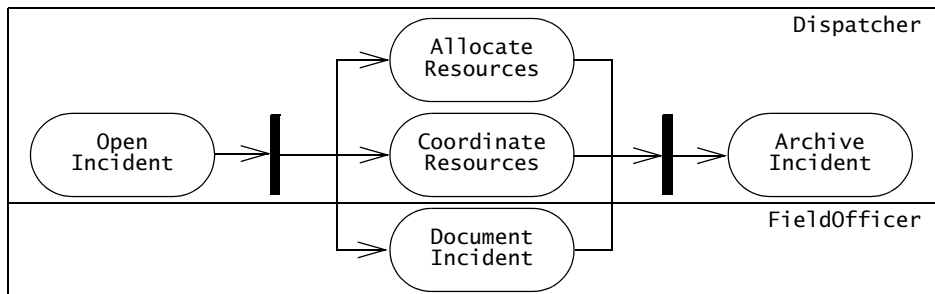 Dispatcher
Allocate
Resources
Open
Incident
Coordinate
Resources
Archive
Incident
FieldOfficer
Document
Incident